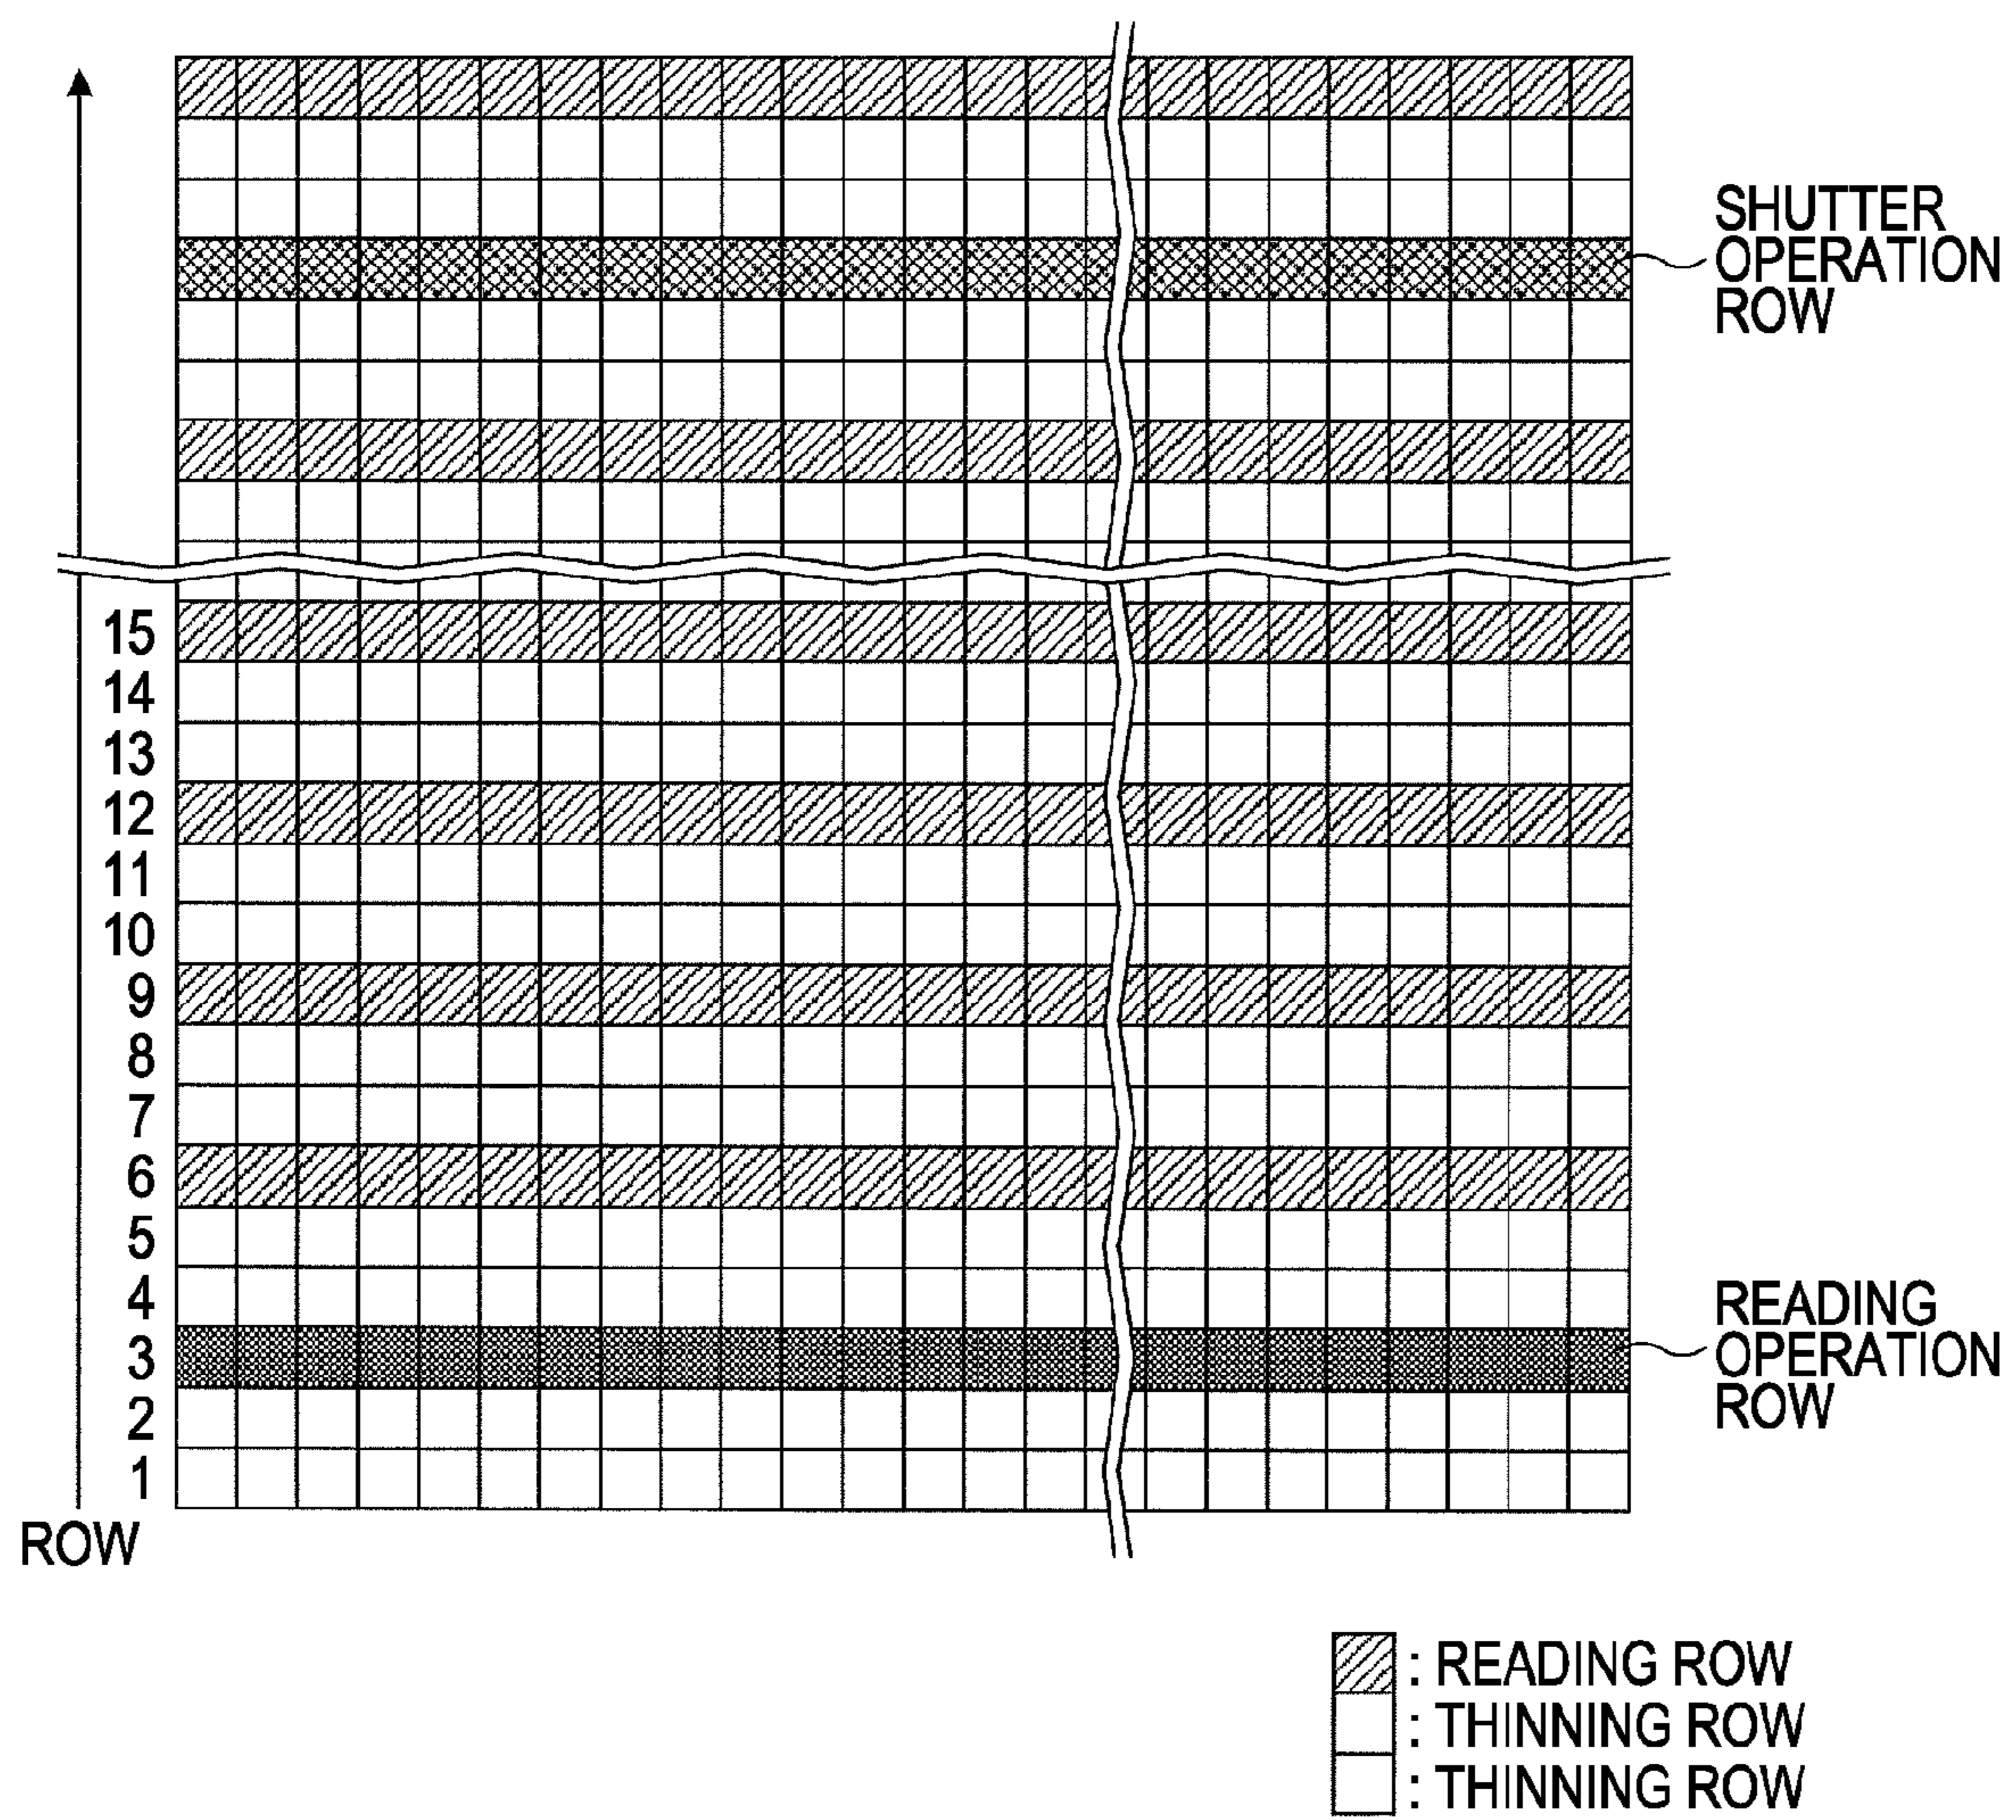 SHUTTER
OPERATION
ROW
15
14
13
12
11
10
9
8
7
6
5
4
3
2
1
READING
OPERATION
ROW
ROW
: READING ROW
: THINNING ROW
: THINNING ROW